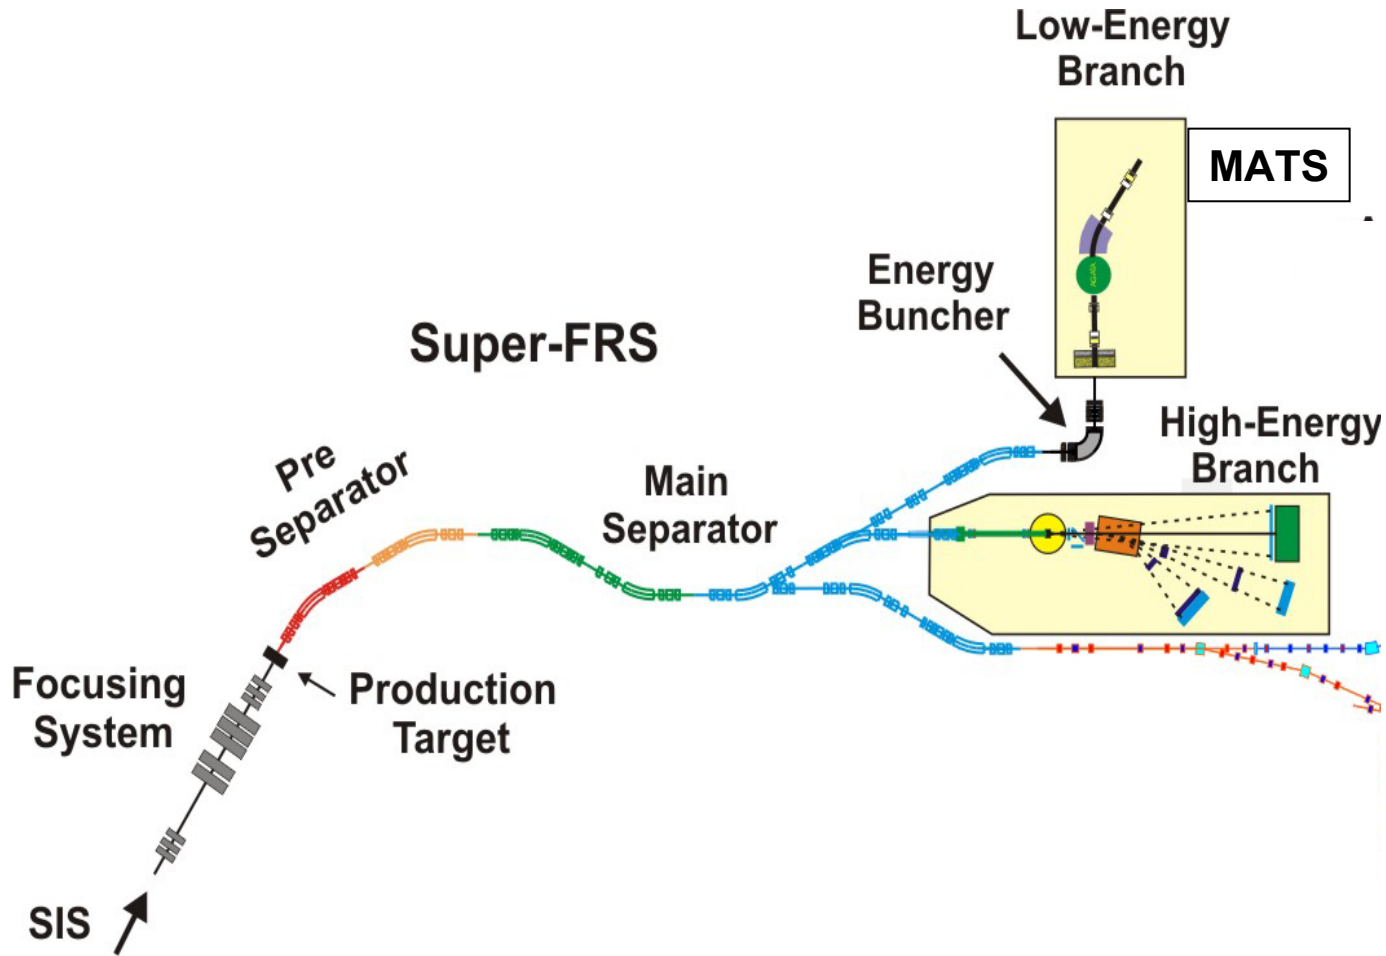 Low-Energy
Branch
MATS
Energy
Buncher
AGATA
Super-FRS
High-Energy
Branch
Pre
Separator
Main
Separator
Focusing
System
Production
Target
SIS